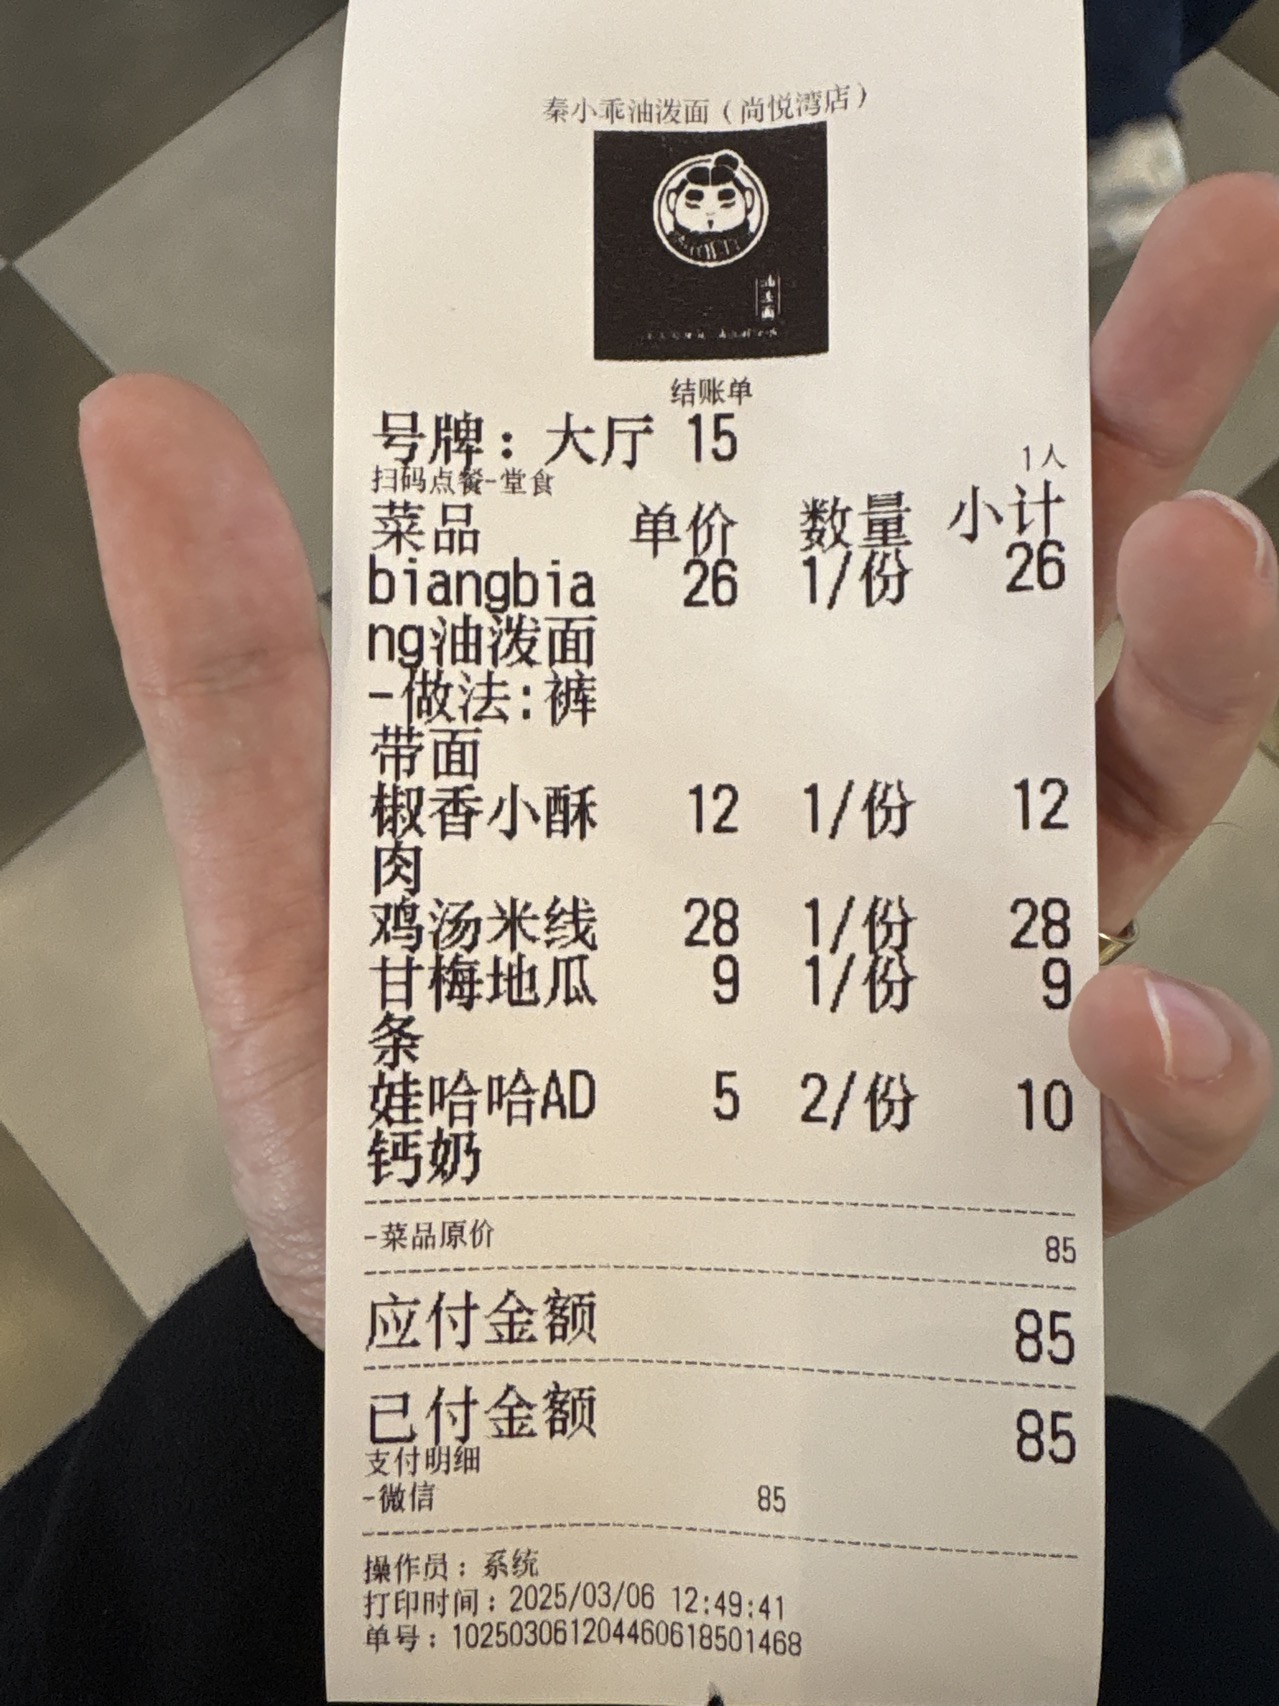 秦小乖油泼面（尚悦湾店）
油泼面
结账单
号牌：大厅 15
1人
扫码点餐-堂食
菜品 单价 数量 小计
biangbia 26 1/份 26
ng油泼面
-做法:裤
带面
椒香小酥 12 1/份 12
肉
鸡汤米线 28 1/份 28
甘梅地瓜 9 1/份 9
条
娃哈哈AD 5 2/份 10
钙奶
-菜品原价 85
应付金额 85
已付金额 85
支付明细
-微信 85
操作员：系统
打印时间：2025/03/06 12:49:41
单号：10250306120446061850​1468